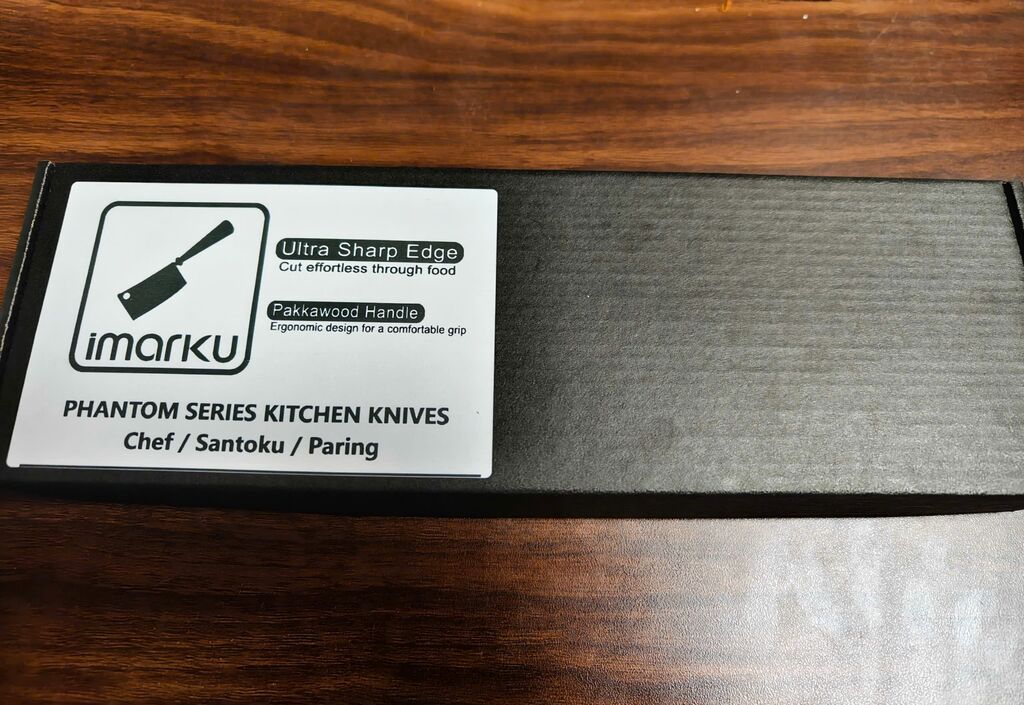 imarku
Ultra Sharp Edge
Cut effortless through food
Pakkawood Handle
Ergonomic design for a comfortable grip
PHANTOM SERIES KITCHEN KNIVES
Chef / Santoku / Paring